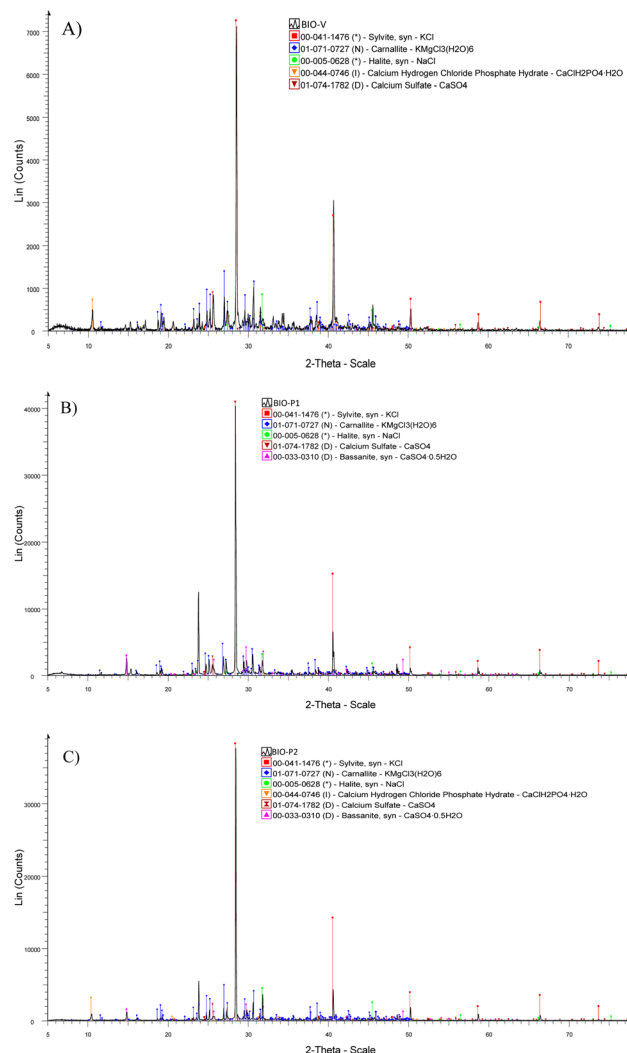 A)
BIO-V
00-041-1476 (*) - Sylvite, syn - KCl
01-071-0727 (N) - Carnallite - KMgCl3(H2O)6
00-005-0628 (*) - Halite, syn - NaCl
00-044-0746 (I) - Calcium Hydrogen Chloride Phosphate Hydrate - CaClH2PO4·H2O
01-074-1782 (D) - Calcium Sulfate - CaSO4
Lin (Counts)
7000
6000
5000
4000
3000
2000
1000
0
5 10 20 30 40 50 60 70
2-Theta - Scale
B)
BIO-P1
00-041-1476 (*) - Sylvite, syn - KCl
01-071-0727 (N) - Carnallite - KMgCl3(H2O)6
00-005-0628 (*) - Halite, syn - NaCl
01-074-1782 (D) - Calcium Sulfate - CaSO4
00-033-0310 (D) - Bassanite, syn - CaSO4·0.5H2O
Lin (Counts)
40000
30000
20000
10000
0
5 10 20 30 40 50 60 70
2-Theta - Scale
C)
BIO-P2
00-041-1476 (*) - Sylvite, syn - KCl
01-071-0727 (N) - Carnallite - KMgCl3(H2O)6
00-005-0628 (*) - Halite, syn - NaCl
00-044-0746 (I) - Calcium Hydrogen Chloride Phosphate Hydrate - CaClH2PO4·H2O
01-074-1782 (D) - Calcium Sulfate - CaSO4
00-033-0310 (D) - Bassanite, syn - CaSO4·0.5H2O
Lin (Counts)
30000
20000
10000
0
5 10 20 30 40 50 60 70
2-Theta - Scale